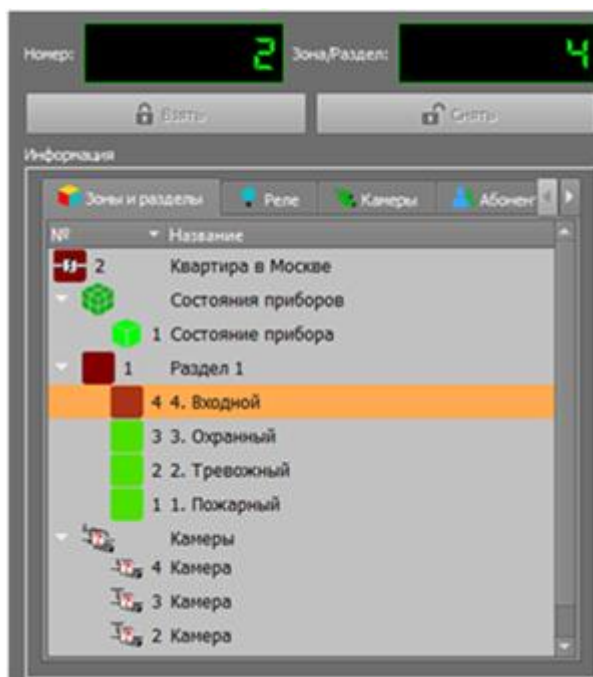 Номер: 2 Зона/Раздел: 4
Взять Снять
Информация
Зоны и разделы Реле Камеры Абонент
№ Название
2 Квартира в Москве
Состояния приборов
1 Состояние прибора
1 Раздел 1
4 4. Входной
3 3. Охранный
2 2. Тревожный
1 1. Пожарный
Камеры
4 Камера
3 Камера
2 Камера